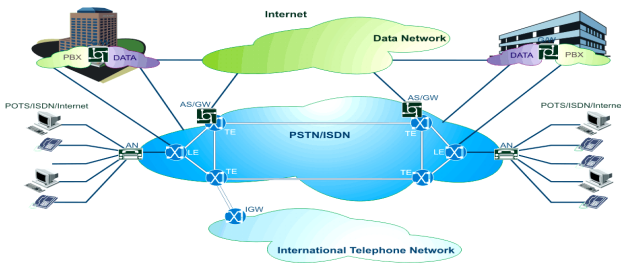 Internet
Data Network
PBX
DATA
DATA
PBX
AS/GW
AS/GW
POTS/ISDN/Internet
POTS/ISDN/Interne
PSTN/ISDN
TE
TE
AN
LE
LE
AN
TE
TE
IGW
International Telephone Network